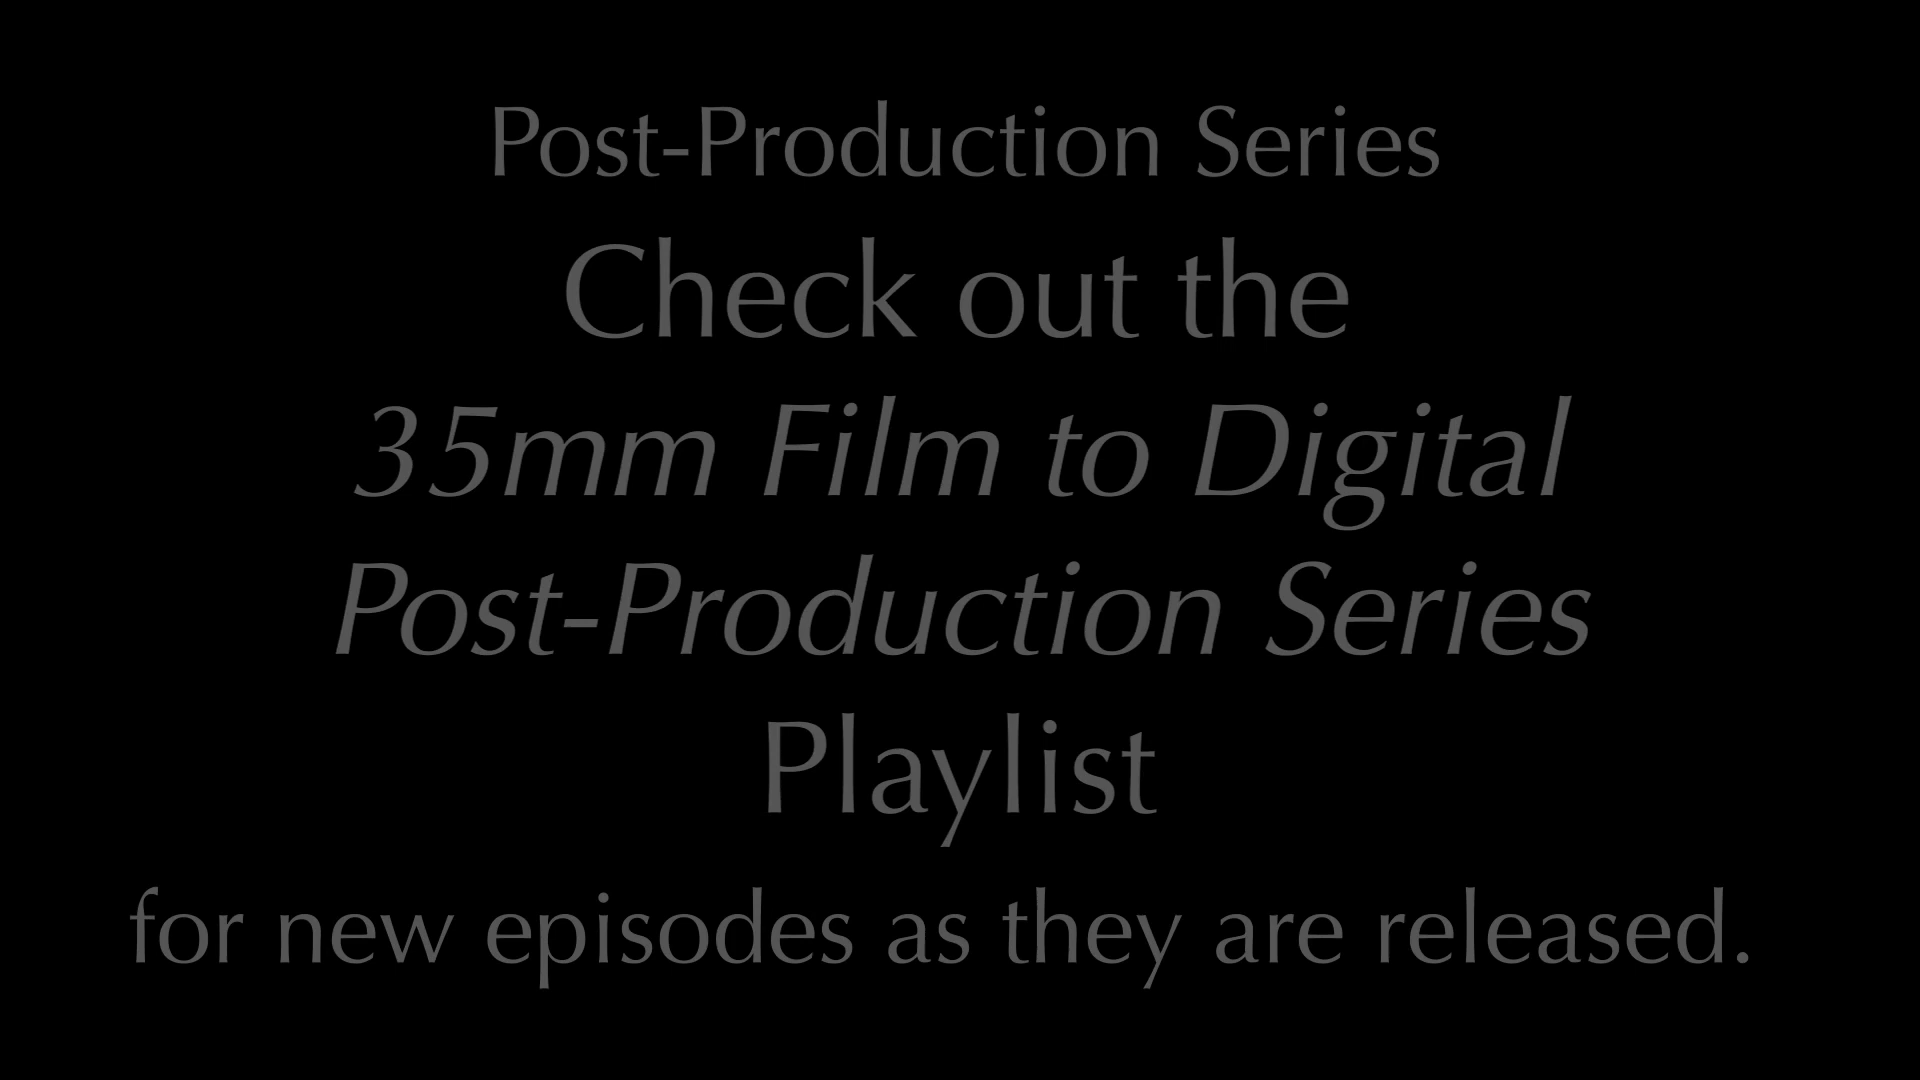 Post-Production Series
Check out the
35mm Film to Digital
Post-Production Series
Playlist
for new episodes as they are released.